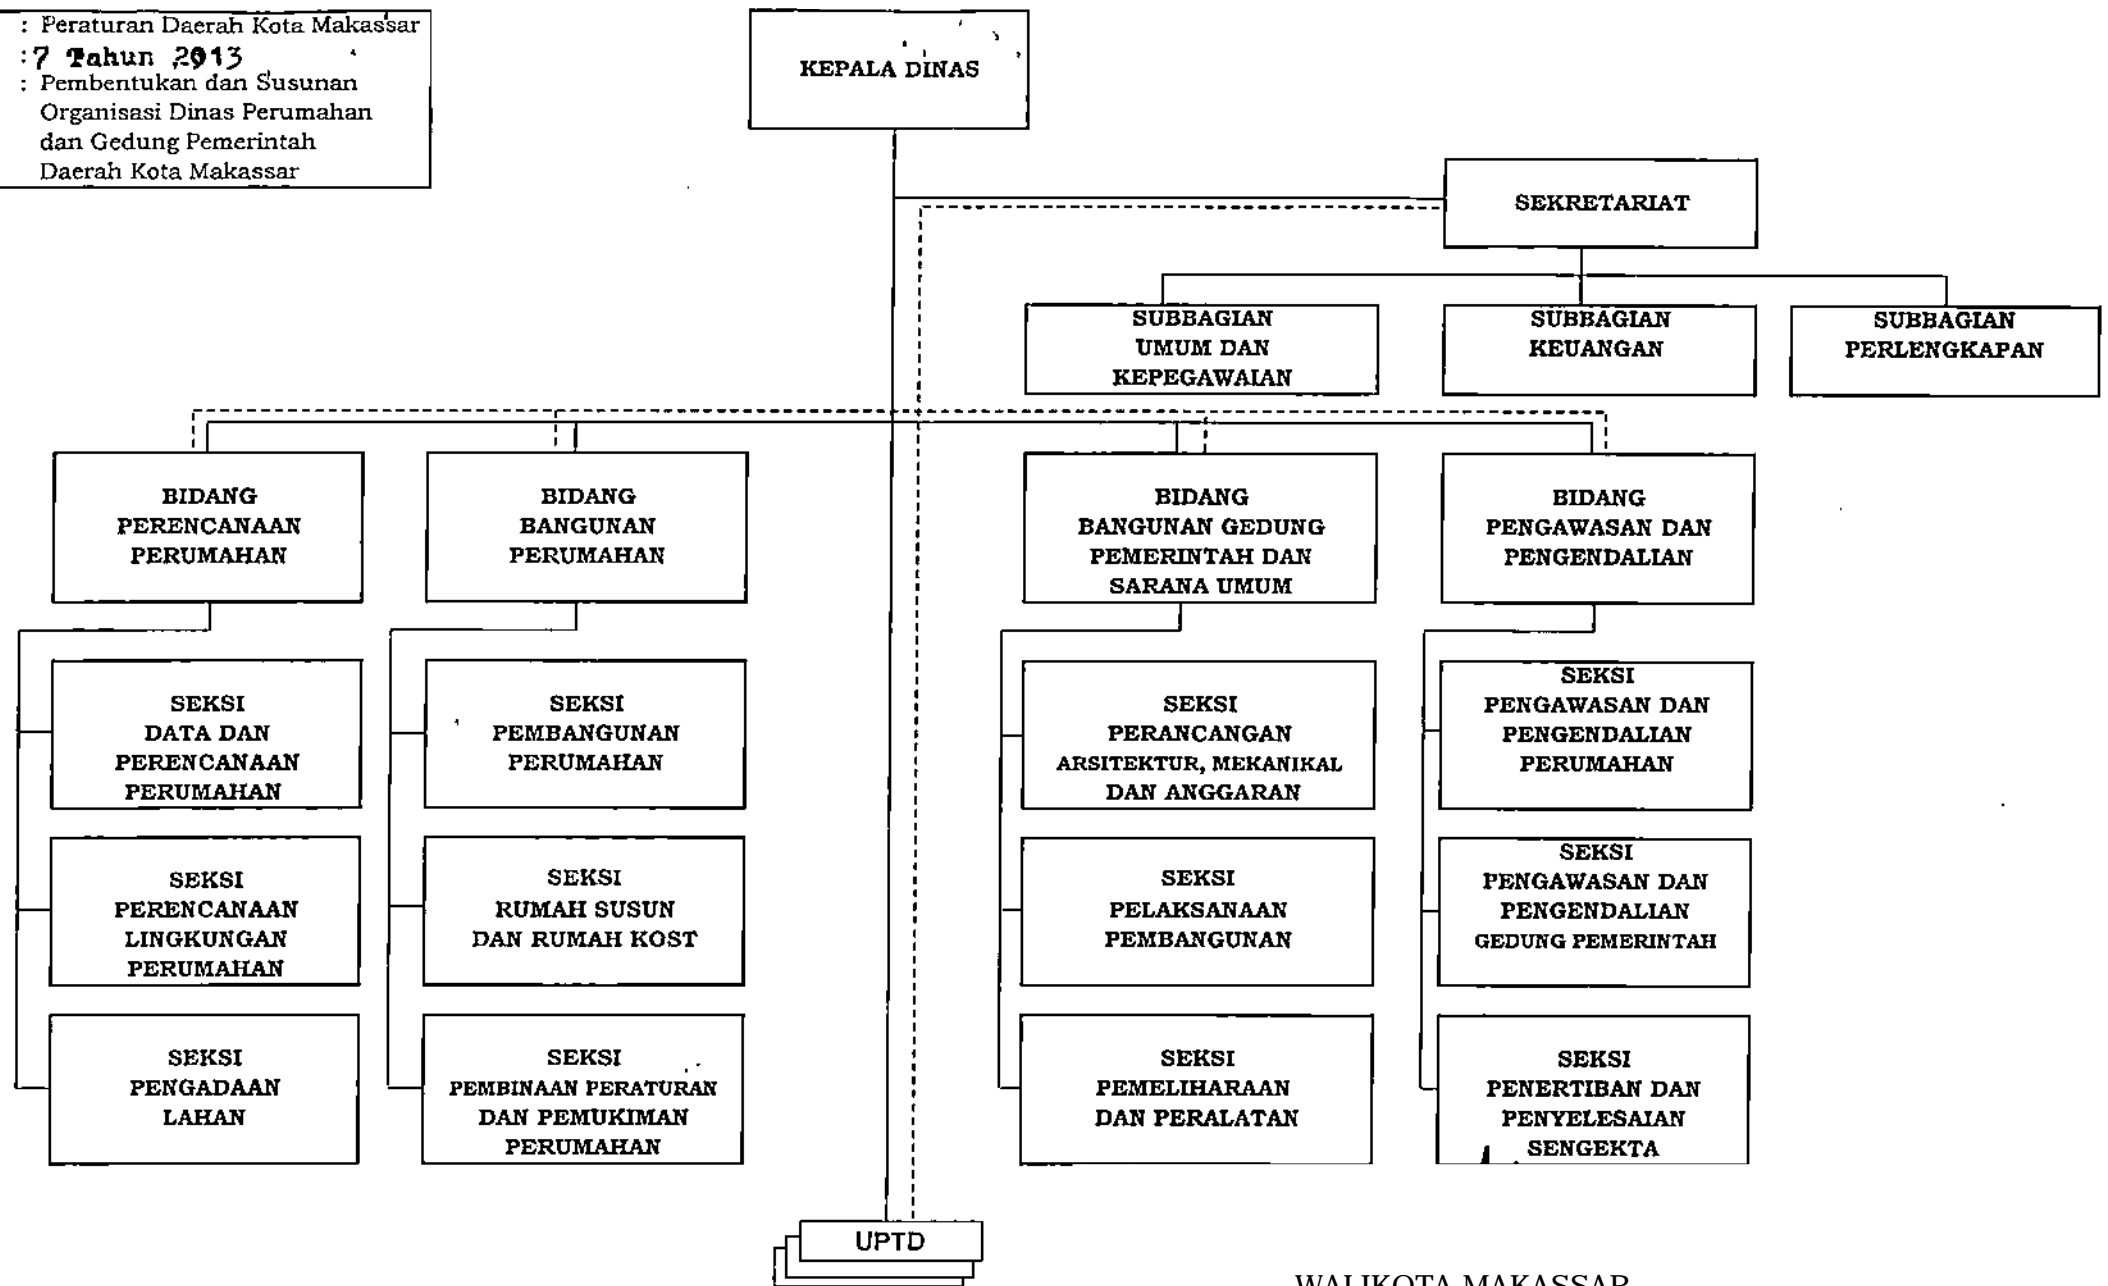 : Peraturan Daerah Kota Makassar
: 7 Tahun 2013
: Pembentukan dan Susunan
Organisasi Dinas Perumahan
dan Gedung Pemerintah
Daerah Kota Makassar
KEPALA DINAS
SEKRETARIAT
SUBBAGIAN
UMUM DAN
KEPEGAWAIAN
SUBBAGIAN
KEUANGAN
SUBBAGIAN
PERLENGKAPAN
BIDANG
PERENCANAAN
PERUMAHAN
BIDANG
BANGUNAN
PERUMAHAN
BIDANG
BANGUNAN GEDUNG
PEMERINTAH DAN
SARANA UMUM
BIDANG
PENGAWASAN DAN
PENGENDALIAN
SEKSI
DATA DAN
PERENCANAAN
PERUMAHAN
SEKSI
PEMBANGUNAN
PERUMAHAN
SEKSI
PERANCANGAN
ARSITEKTUR, MEKANIKAL
DAN ANGGARAN
SEKSI
PENGAWASAN DAN
PENGENDALIAN
PERUMAHAN
SEKSI
PERENCANAAN
LINGKUNGAN
PERUMAHAN
SEKSI
RUMAH SUSUN
DAN RUMAH KOST
SEKSI
PELAKSANAAN
PEMBANGUNAN
SEKSI
PENGAWASAN DAN
PENGENDALIAN
GEDUNG PEMERINTAH
SEKSI
PENGADAAN
LAHAN
SEKSI
PEMBINAAN PERATURAN
DAN PEMUKIMAN
PERUMAHAN
SEKSI
PEMELIHARAAN
DAN PERALATAN
SEKSI
PENERTIBAN DAN
PENYELESAIAN
SENGEKTA
UPTD
WALIKOTA MAKASSAR